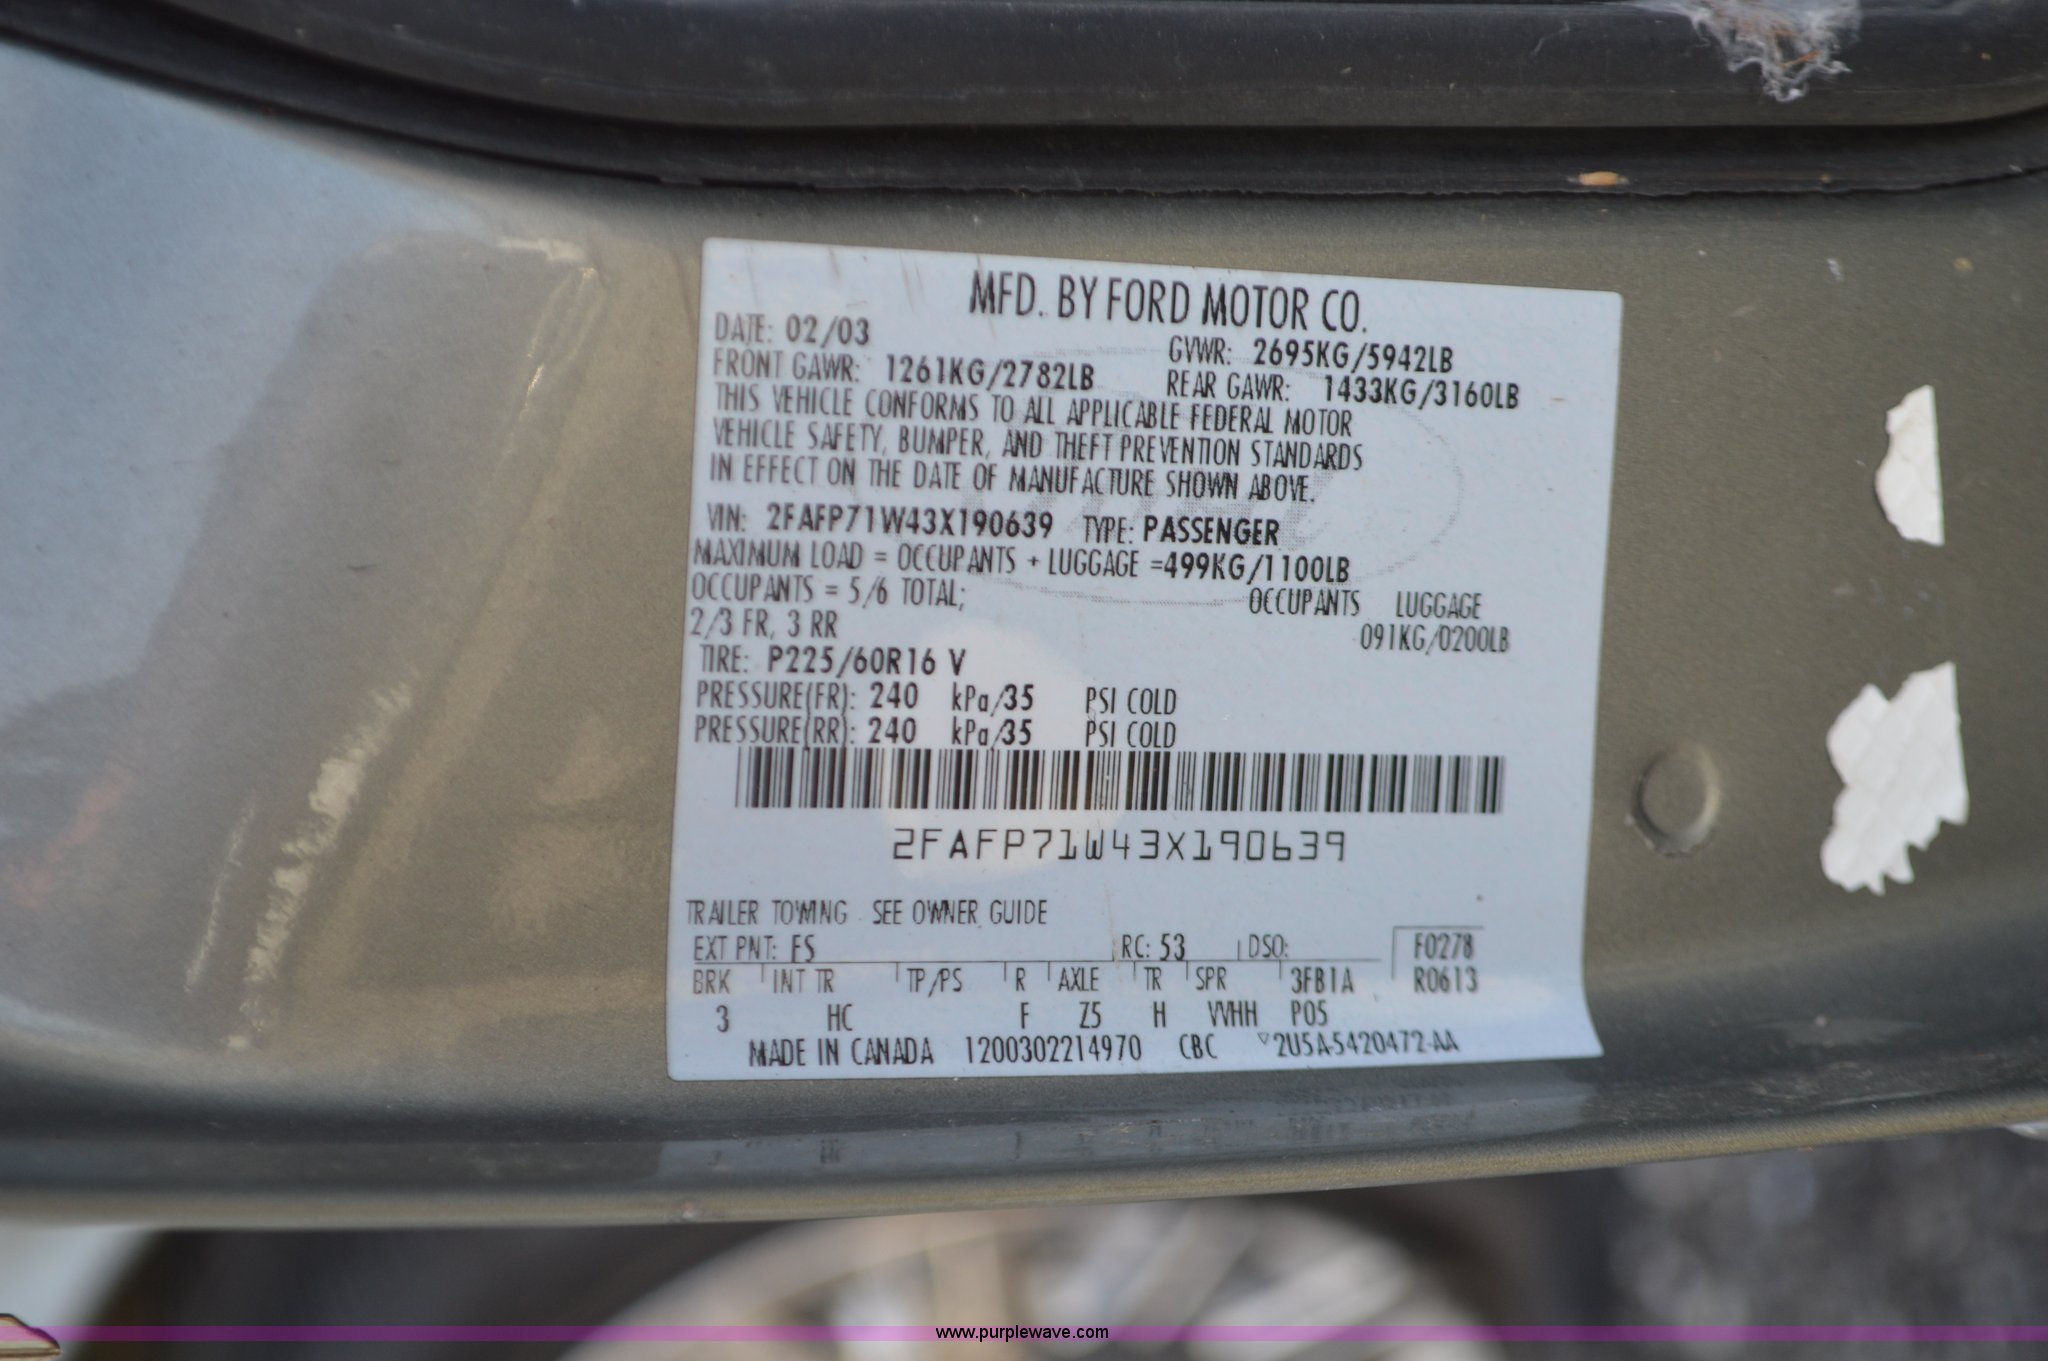 MFD. BY FORD MOTOR CO.
DATE: 02/03
GVWR: 2695KG/5942LB
FRONT GAWR: 1261KG/2782LB
REAR GAWR: 1433KG/3160LB
THIS VEHICLE CONFORMS TO ALL APPLICABLE FEDERAL MOTOR
VEHICLE SAFETY, BUMPER, AND THEFT PREVENTION STANDARDS
IN EFFECT ON THE DATE OF MANUFACTURE SHOWN ABOVE.
VIN: 2FAFP71W43X190639 TYPE: PASSENGER
MAXIMUM LOAD = OCCUPANTS + LUGGAGE =499KG/1100LB
OCCUPANTS = 5/6 TOTAL; OCCUPANTS LUGGAGE
2/3 FR, 3 RR 091KG/0200LB
TIRE: P225/60R16 V
PRESSURE(FR): 240 kPa/35 PSI COLD
PRESSURE(RR): 240 kPa/35 PSI COLD
2FAFP71W43X190639
TRAILER TOWING SEE OWNER GUIDE
EXT PNT: FS RC: 53 DSO: F0278
BRK INT TR TP/PS R AXLE TR SPR 3FB1A R0613
3 HC F Z5 H VVHH P05
MADE IN CANADA 1200302214970 CBC ▽2U5A-5420472-AA
www.purplewave.com